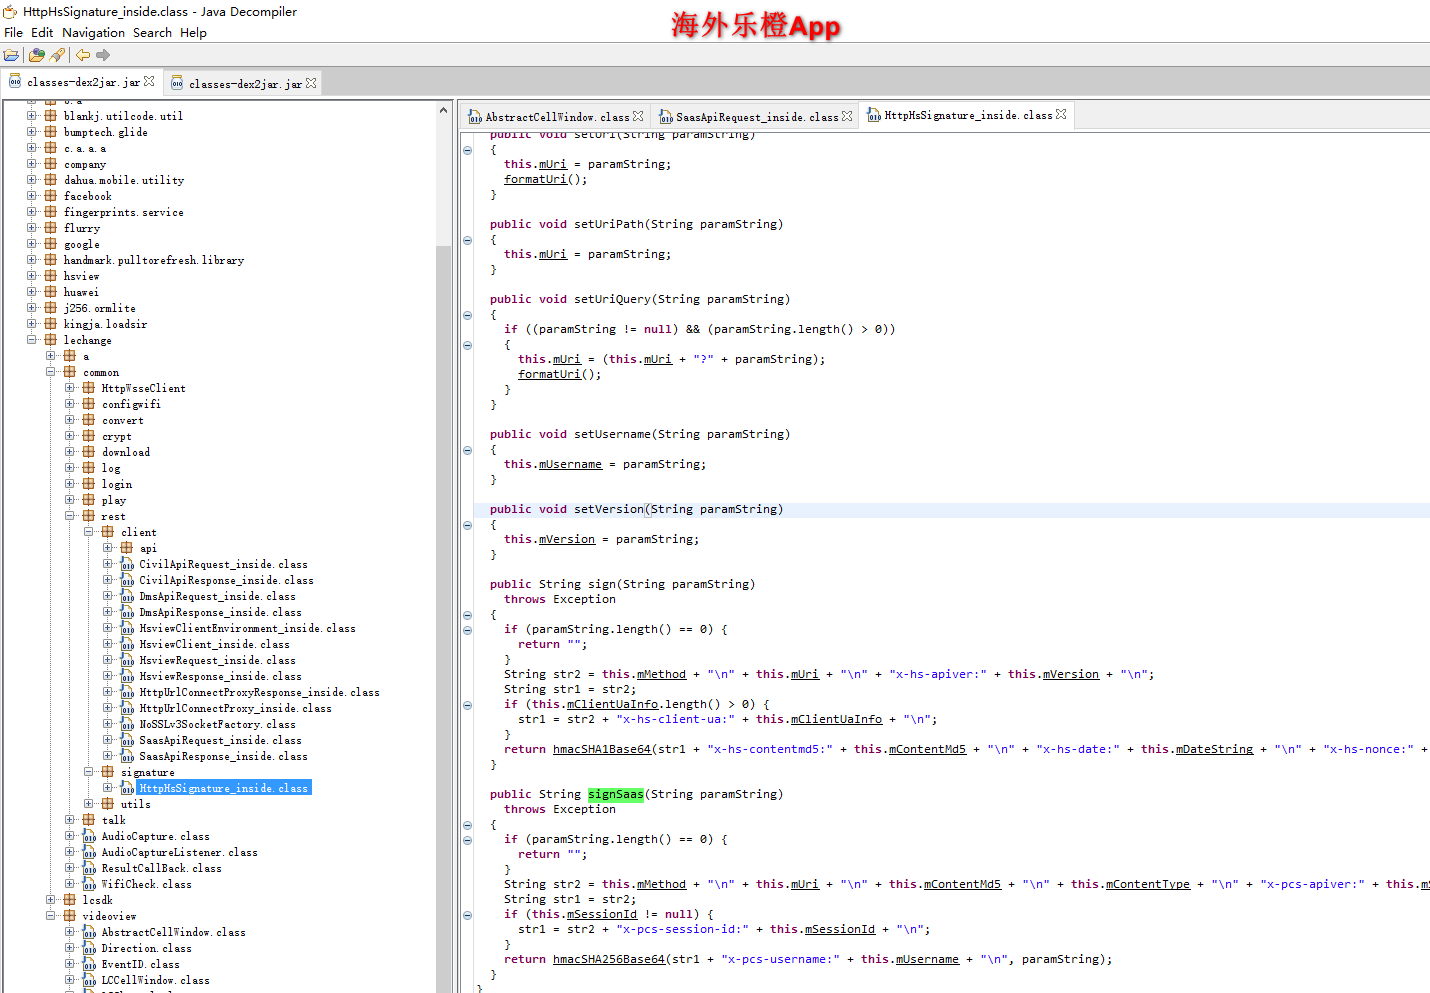 HttpHsSignature_inside.class - Java Decompiler
海外乐橙App
File Edit Navigation Search Help
classes-dex2jar.jar
classes-dex2jar.jar
blankj.utilcode.util
bumptech.glide
c.a.a.a
company
dahua.mobile.utility
facebook
fingerprints.service
flurry
google
handmark.pulltorefresh.library
hsview
huawei
j256.ormlite
kingja.loadsir
lechange
a
common
HttpWsseClient
configwifi
convert
crypt
download
log
login
play
rest
client
api
CivilApiRequest_inside.class
CivilApiResponse_inside.class
DmsApiRequest_inside.class
DmsApiResponse_inside.class
HsviewClientEnvironment_inside.class
HsviewClient_inside.class
HsviewRequest_inside.class
HsviewResponse_inside.class
HttpUrlConnectProxyResponse_inside.class
HttpUrlConnectProxy_inside.class
NoSSLv3SocketFactory.class
SaasApiRequest_inside.class
SaasApiResponse_inside.class
signature
HttpHsSignature_inside.class
utils
talk
AudioCapture.class
AudioCaptureListener.class
ResultCallBack.class
WifiCheck.class
lcsdk
videoview
AbstractCellWindow.class
Direction.class
EventID.class
LCCellWindow.class
AbstractCellWindow.class
SaasApiRequest_inside.class
HttpHsSignature_inside.class
public void setUri(String paramString)
{
this.mUri = paramString;
formatUri();
}
public void setUriPath(String paramString)
{
this.mUri = paramString;
}
public void setUriQuery(String paramString)
{
if ((paramString != null) && (paramString.length() > 0))
{
this.mUri = (this.mUri + "?" + paramString);
formatUri();
}
}
public void setUsername(String paramString)
{
this.mUsername = paramString;
}
public void setVersion(String paramString)
{
this.mVersion = paramString;
}
public String sign(String paramString)
throws Exception
{
if (paramString.length() == 0) {
return "";
}
String str2 = this.mMethod + "\n" + this.mUri + "\n" + "x-hs-apiver:" + this.mVersion + "\n";
String str1 = str2;
if (this.mClientUaInfo.length() > 0) {
str1 = str2 + "x-hs-client-ua:" + this.mClientUaInfo + "\n";
}
return hmacSHA1Base64(str1 + "x-hs-contentmd5:" + this.mContentMd5 + "\n" + "x-hs-date:" + this.mDateString + "\n" + "x-hs-nonce:" +
}
public String signSaas(String paramString)
throws Exception
{
if (paramString.length() == 0) {
return "";
}
String str2 = this.mMethod + "\n" + this.mUri + "\n" + this.mContentMd5 + "\n" + this.mContentType + "\n" + "x-pcs-apiver:" + this.
String str1 = str2;
if (this.mSessionId != null) {
str1 = str2 + "x-pcs-session-id:" + this.mSessionId + "\n";
}
return hmacSHA256Base64(str1 + "x-pcs-username:" + this.mUsername + "\n", paramString);
}
}